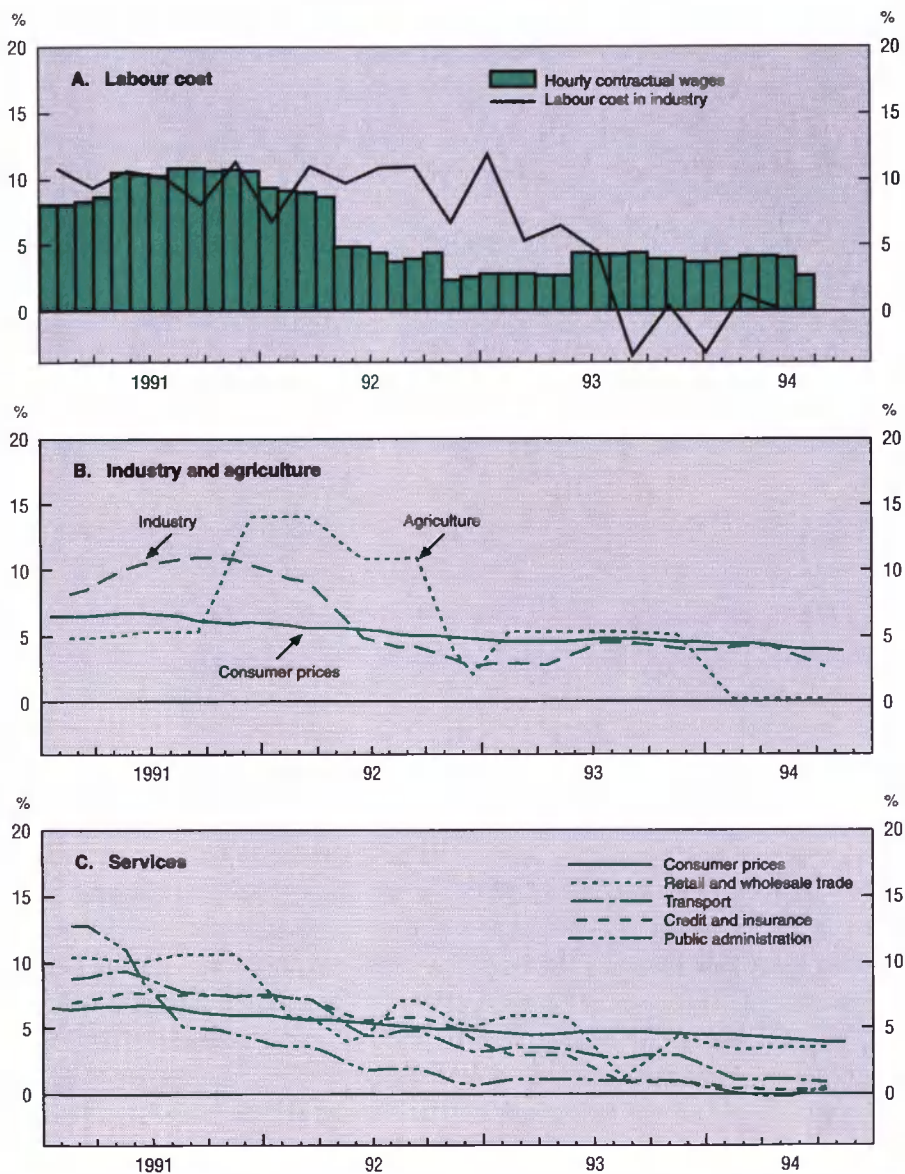 % %
20 20
A. Labour cost
Hourly contractual wages
Labour cost in industry
15 15
10 10
5 5
0 0
1991 92 93 94
% %
20 20
B. Industry and agriculture
15 15
Industry Agriculture
10 10
5 5
Consumer prices
0 0
1991 92 93 94
% %
20 20
C. Services
Consumer prices
Retail and wholesale trade
Transport
Credit and insurance
Public administration
15 15
10 10
5 5
0 0
1991 92 93 94